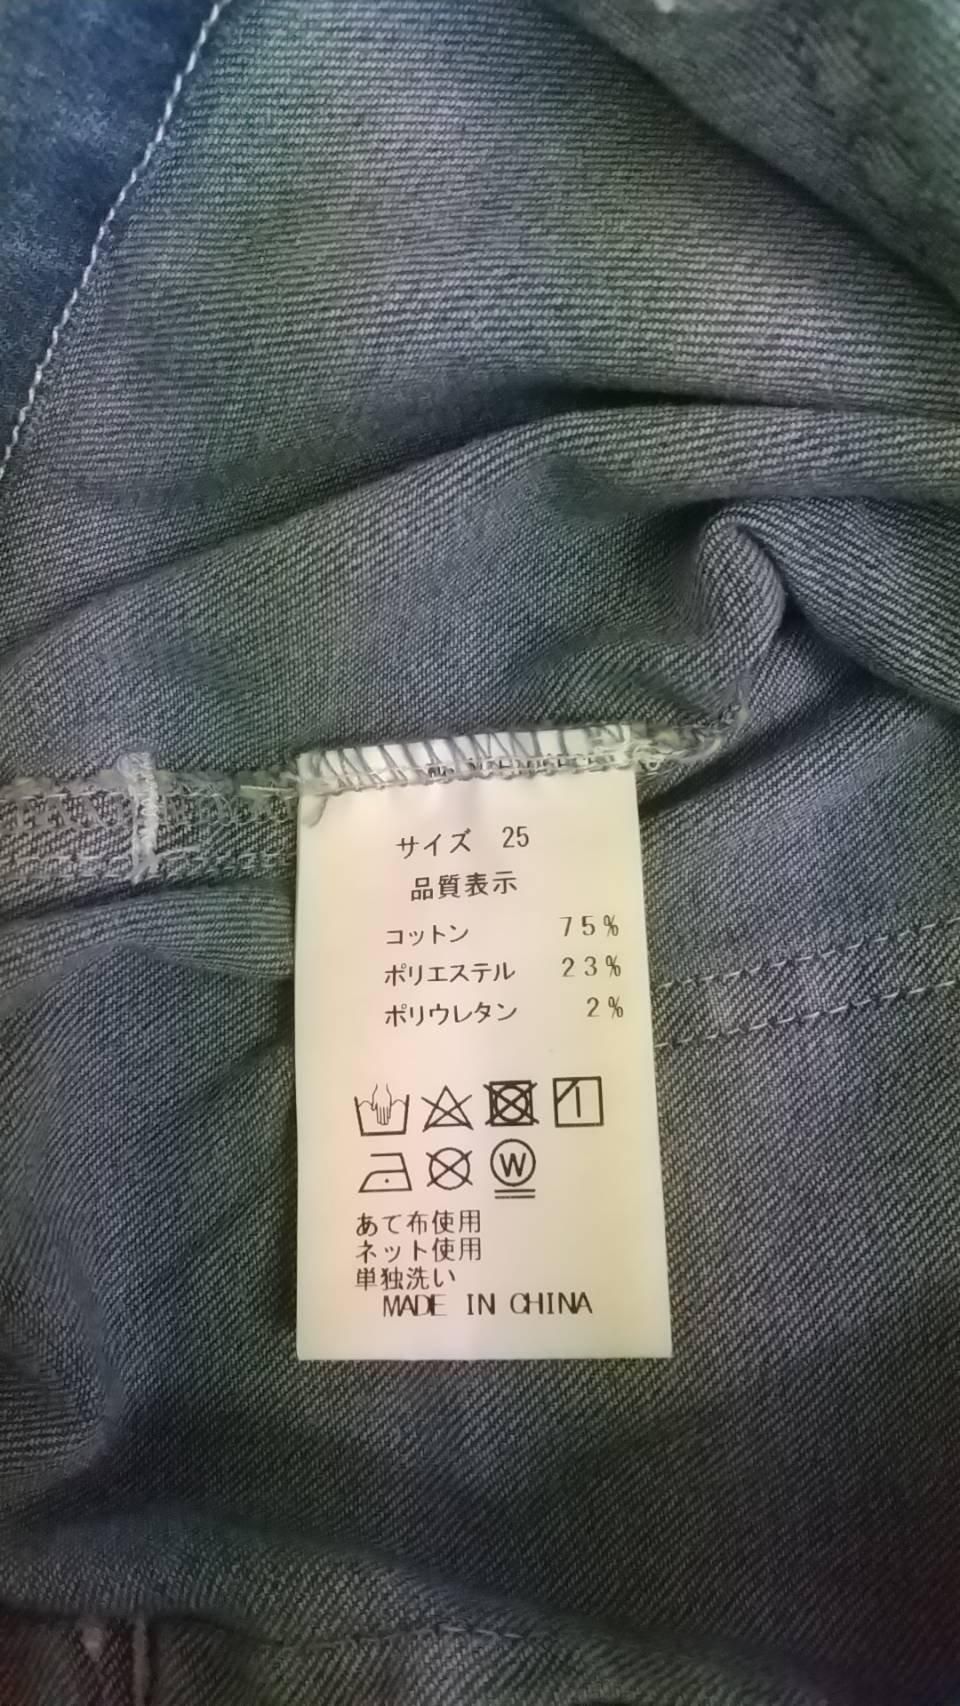 サイズ 25
品質表示
コットン 75%
ポリエステル 23%
ポリウレタン 2%
W
あて布使用
ネット使用
単独洗い
MADE IN CHINA